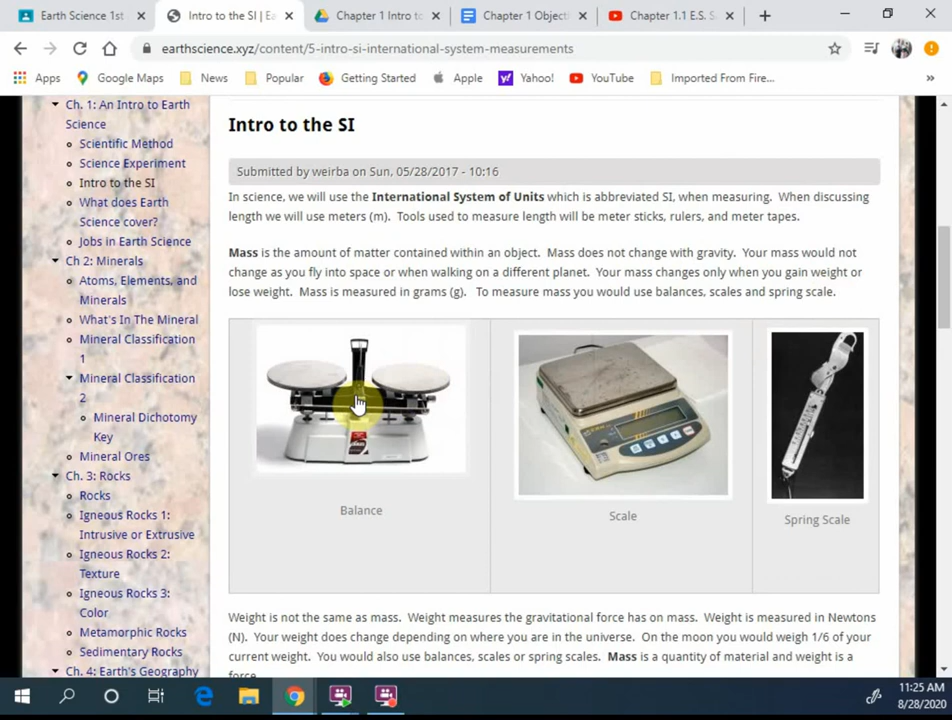 Earth Science 1st
Intro to the SI | Ea
Chapter 1 Intro to
Chapter 1 Objecti
Chapter 1.1 E.S. S
earthscience.xyz/content/5-intro-si-international-system-measurements
Apps
Google Maps
News
Popular
Getting Started
Apple
Yahoo!
YouTube
Imported From Fire...
Ch. 1: An Intro to Earth
Science
Scientific Method
Science Experiment
Intro to the SI
What does Earth
Science cover?
Jobs in Earth Science
Ch 2: Minerals
Atoms, Elements, and
Minerals
What's In The Mineral
Mineral Classification
1
Mineral Classification
2
Mineral Dichotomy
Key
Mineral Ores
Ch. 3: Rocks
Rocks
Igneous Rocks 1:
Intrusive or Extrusive
Igneous Rocks 2:
Texture
Igneous Rocks 3:
Color
Metamorphic Rocks
Sedimentary Rocks
Ch. 4: Earth's Geography
Intro to the SI
Submitted by weirba on Sun, 05/28/2017 - 10:16
In science, we will use the International System of Units which is abbreviated SI, when measuring. When discussing
length we will use meters (m). Tools used to measure length will be meter sticks, rulers, and meter tapes.
Mass is the amount of matter contained within an object. Mass does not change with gravity. Your mass would not
change as you fly into space or when walking on a different planet. Your mass changes only when you gain weight or
lose weight. Mass is measured in grams (g). To measure mass you would use balances, scales and spring scale.
Balance
Scale
Spring Scale
Weight is not the same as mass. Weight measures the gravitational force has on mass. Weight is measured in Newtons
(N). Your weight does change depending on where you are in the universe. On the moon you would weigh 1/6 of your
current weight. You would also use balances, scales or spring scales. Mass is a quantity of material and weight is a
force.
11:25 AM
8/28/2020